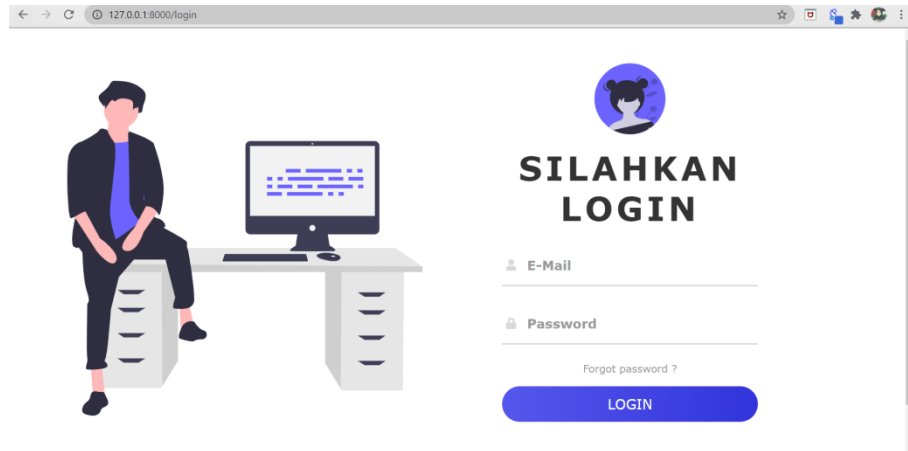 127.0.0.1:8000/login
SILAHKAN
LOGIN
E-Mail
Password
Forgot password ?
LOGIN